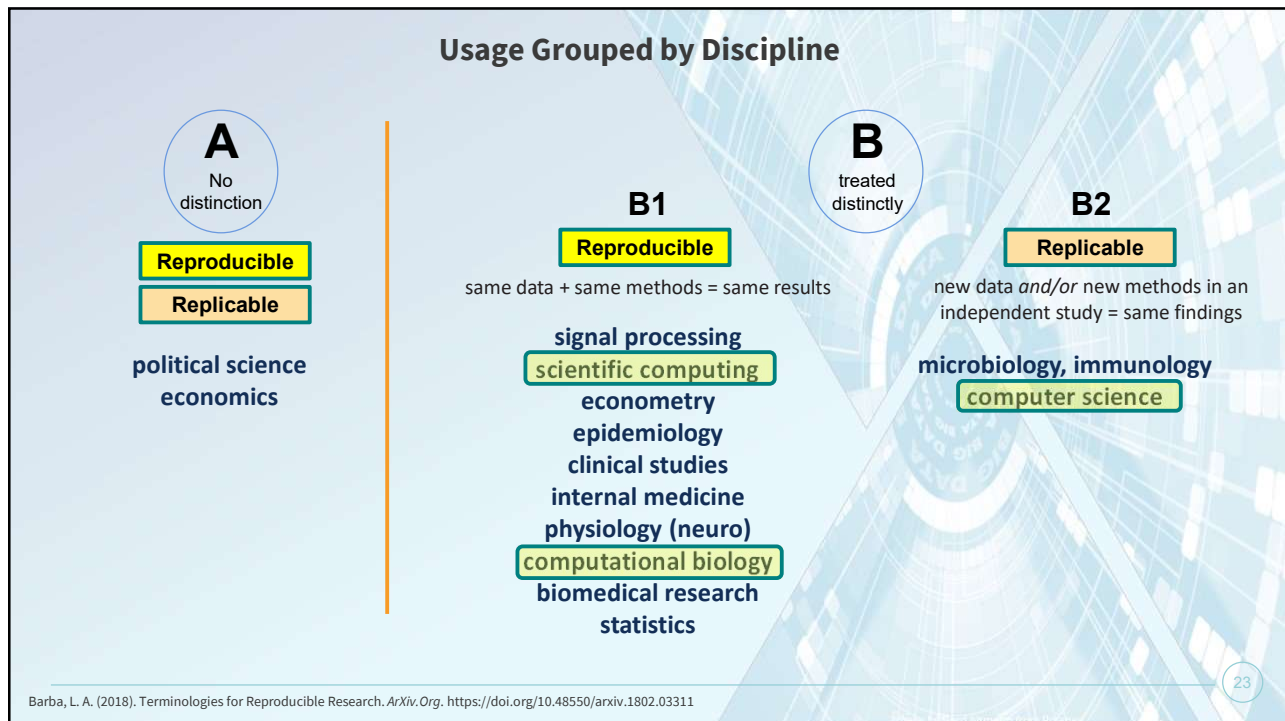 Usage Grouped by Discipline
A
No
distinction
Reproducible
Replicable
political science
economics
B
treated
distinctly
B1
Reproducible
same data + same methods = same results
signal processing
scientific computing
econometry
epidemiology
clinical studies
internal medicine
physiology (neuro)
computational biology
biomedical research
statistics
B2
Replicable
new data and/or new methods in an
independent study = same findings
microbiology, immunology
computer science
Barba, L. A. (2018). Terminologies for Reproducible Research. ArXiv.Org. https://doi.org/10.48550/arxiv.1802.03311
23